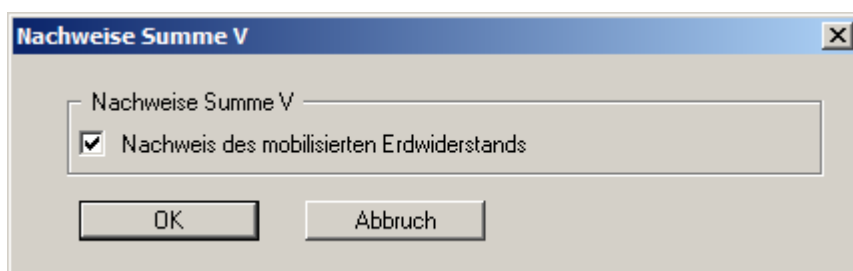 Nachweise Summe V
Nachweise Summe V
Nachweis des mobilisierten Erdwiderstands
OK Abbruch